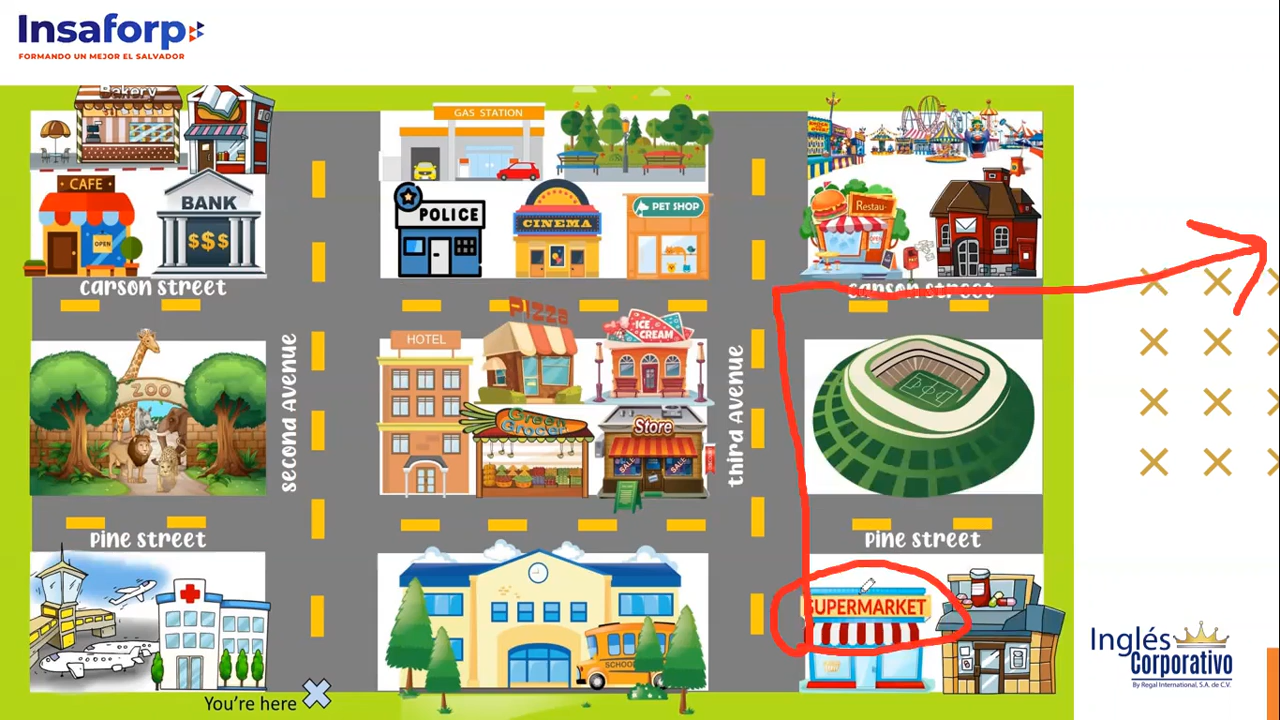 Insaforp
FORMANDO UN MEJOR EL SALVADOR
Bakery
GAS STATION
CAFE
OPEN
BANK
$$$
POLICE
CINEMA
PET SHOP
Restau-
carson street
carson street
HOTEL
Pizza
ICE CREAM
ZOO
second Avenue
Green Grocer
Store
SALE
SALE
third Avenue
Pine street
Pine street
SUPERMARKET
SCHOOL
You're here
Inglés
Corporativo
By Regal International, S.A. de C.V.